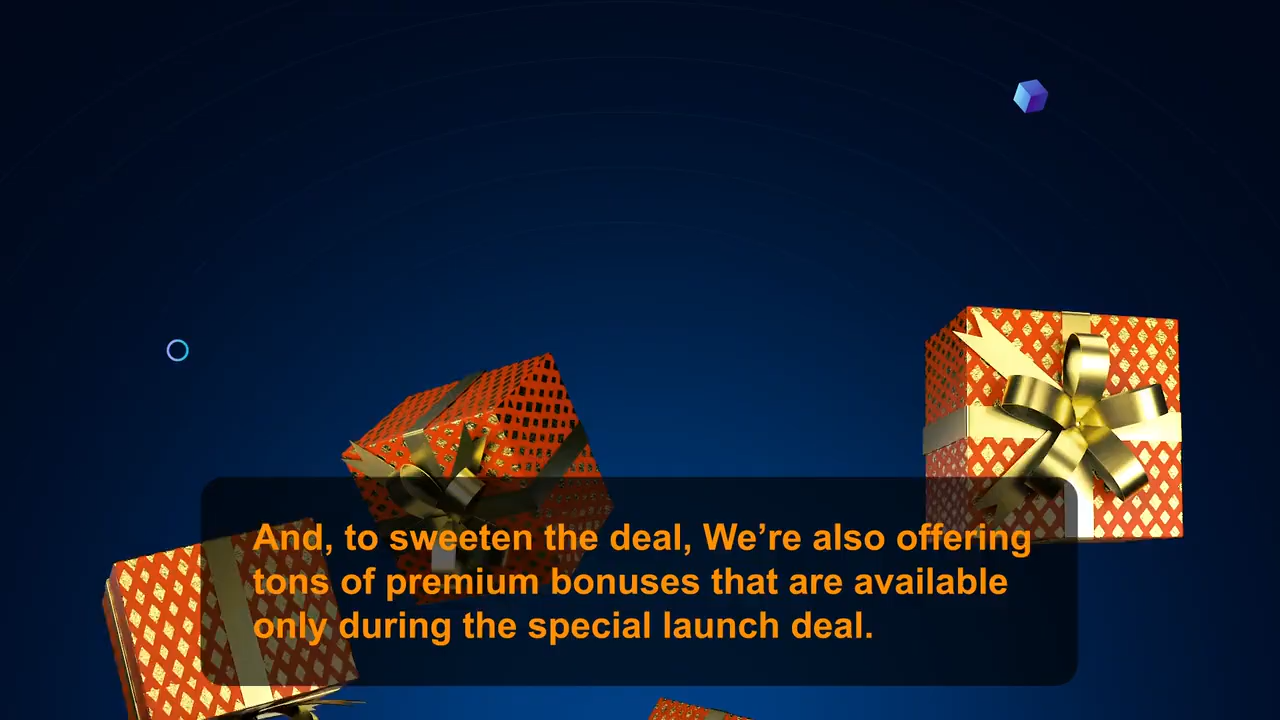 And, to sweeten the deal, We’re also offering
tons of premium bonuses that are available
only during the special launch deal.